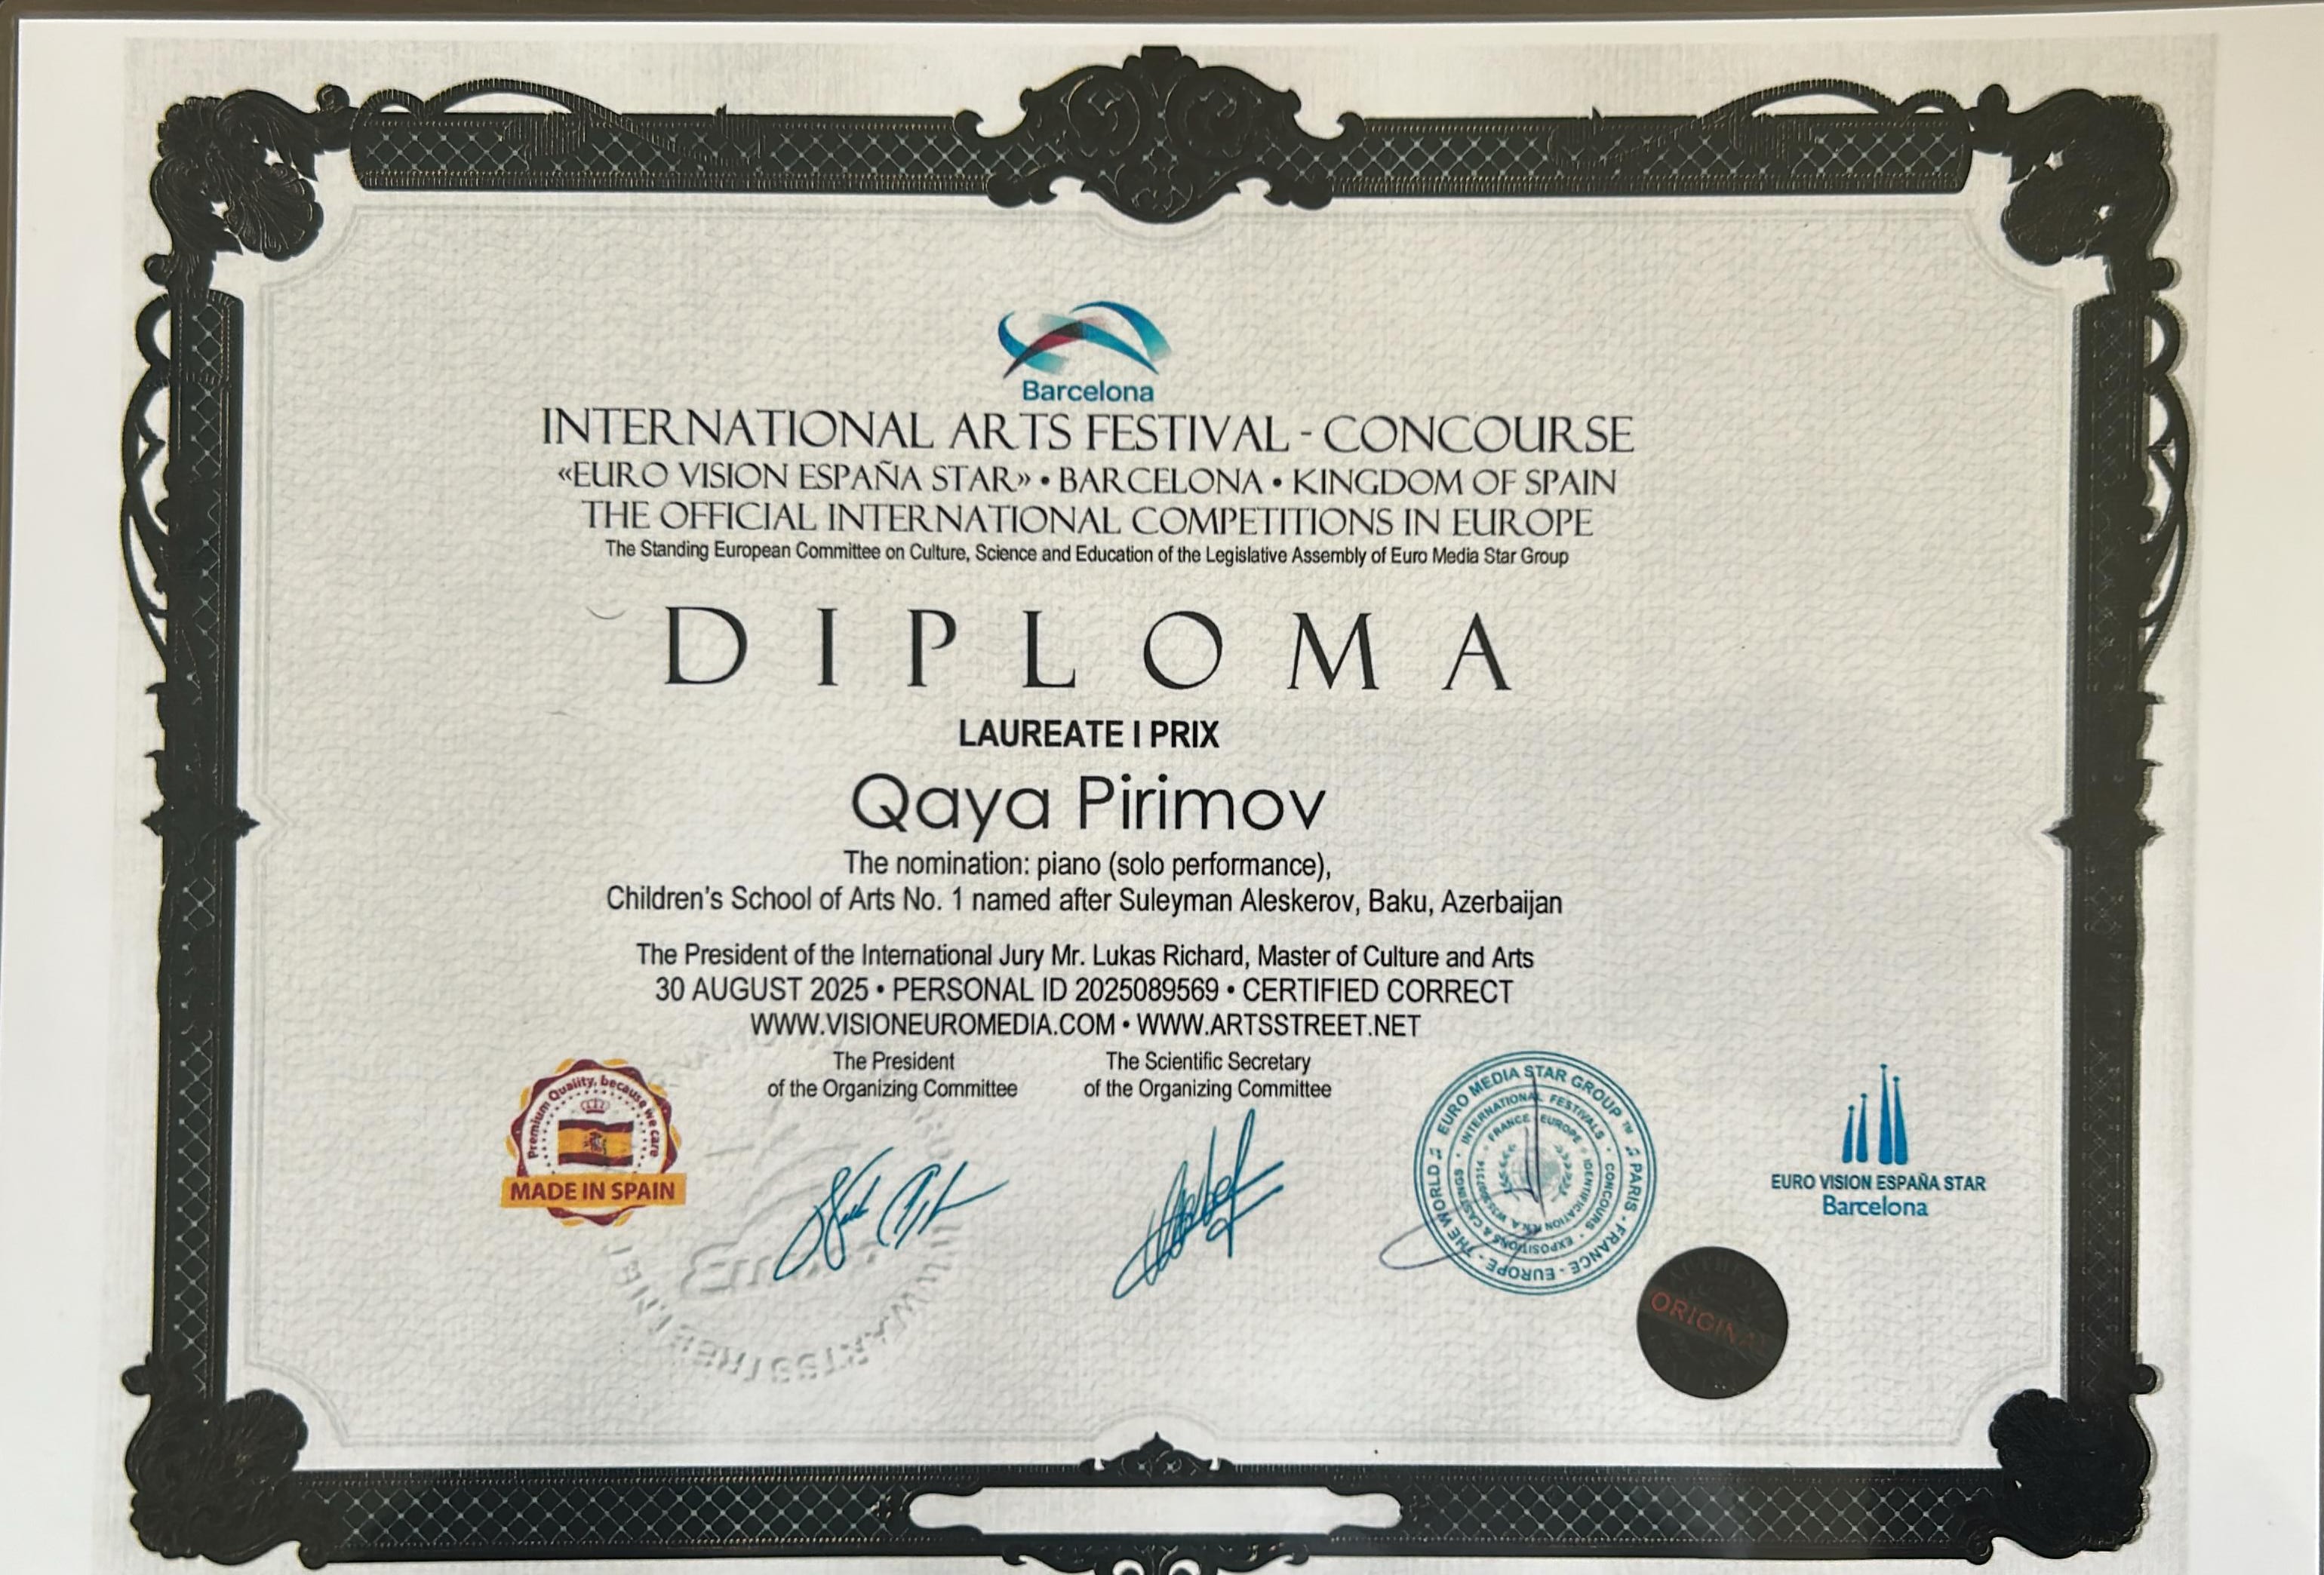 Barcelona
INTERNATIONAL ARTS FESTIVAL - CONCOURSE
«EURO VISION ESPAÑA STAR» • BARCELONA • KINGDOM OF SPAIN
THE OFFICIAL INTERNATIONAL COMPETITIONS IN EUROPE
The Standing European Committee on Culture, Science and Education of the Legislative Assembly of Euro Media Star Group
DIPLOMA
LAUREATE I PRIX
Qaya Pirimov
The nomination: piano (solo performance),
Children's School of Arts No. 1 named after Suleyman Aleskerov, Baku, Azerbaijan
The President of the International Jury Mr. Lukas Richard, Master of Culture and Arts
30 AUGUST 2025 • PERSONAL ID 2025089569 • CERTIFIED CORRECT
WWW.VISIONEUROMEDIA.COM • WWW.ARTSSTREET.NET
The President
of the Organizing Committee
The Scientific Secretary
of the Organizing Committee
Premium Quality, because we care
MADE IN SPAIN
EURO MEDIA STAR GROUP ™ PARIS - FRANCE - EUROPE - THE WORLD
INTERNATIONAL FESTIVALS · CONCOURS · EXPOSITIONS & CASTINGS
FRANCE · EUROPE
ORIGINAL
EURO VISION ESPAÑA STAR
Barcelona